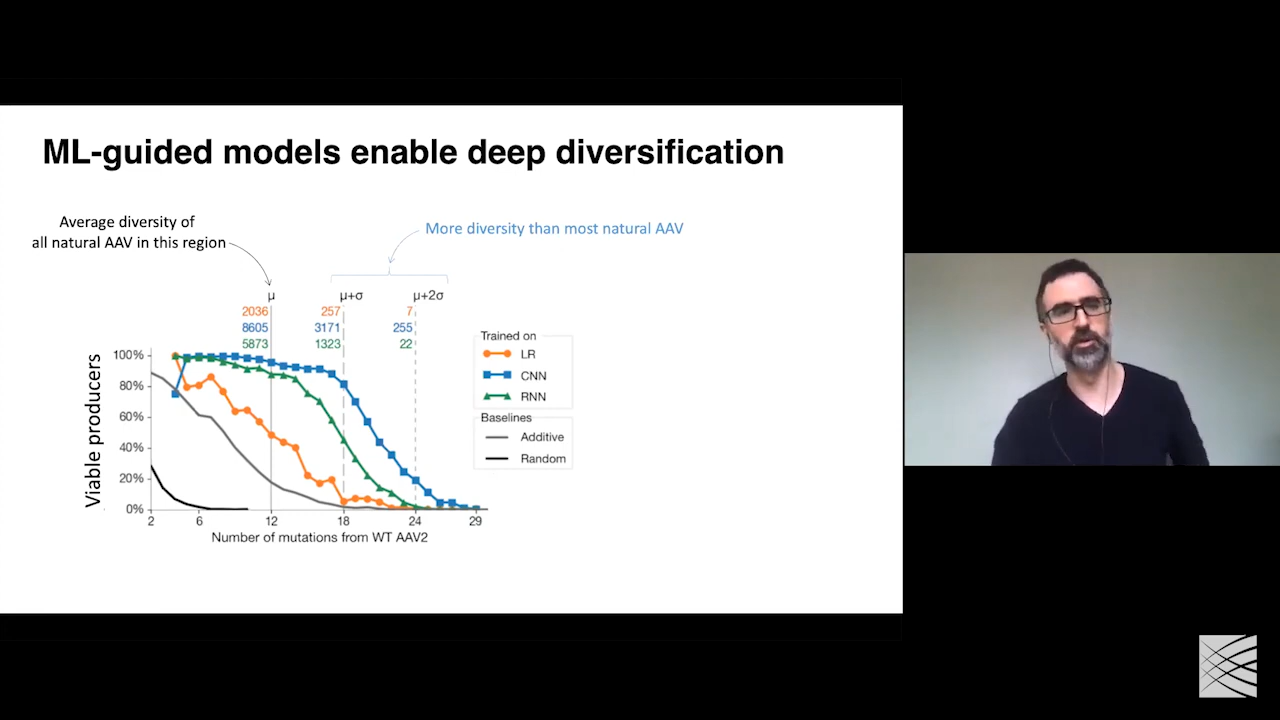 ML-guided models enable deep diversification
Average diversity of
all natural AAV in this region
More diversity than most natural AAV
μ
μ+σ
μ+2σ
2036
257
7
8605
3171
255
5873
1323
22
Viable producers
100%
80%
60%
40%
20%
0%
2
6
12
18
24
29
Number of mutations from WT AAV2
Trained on
LR
CNN
RNN
Baselines
Additive
Random